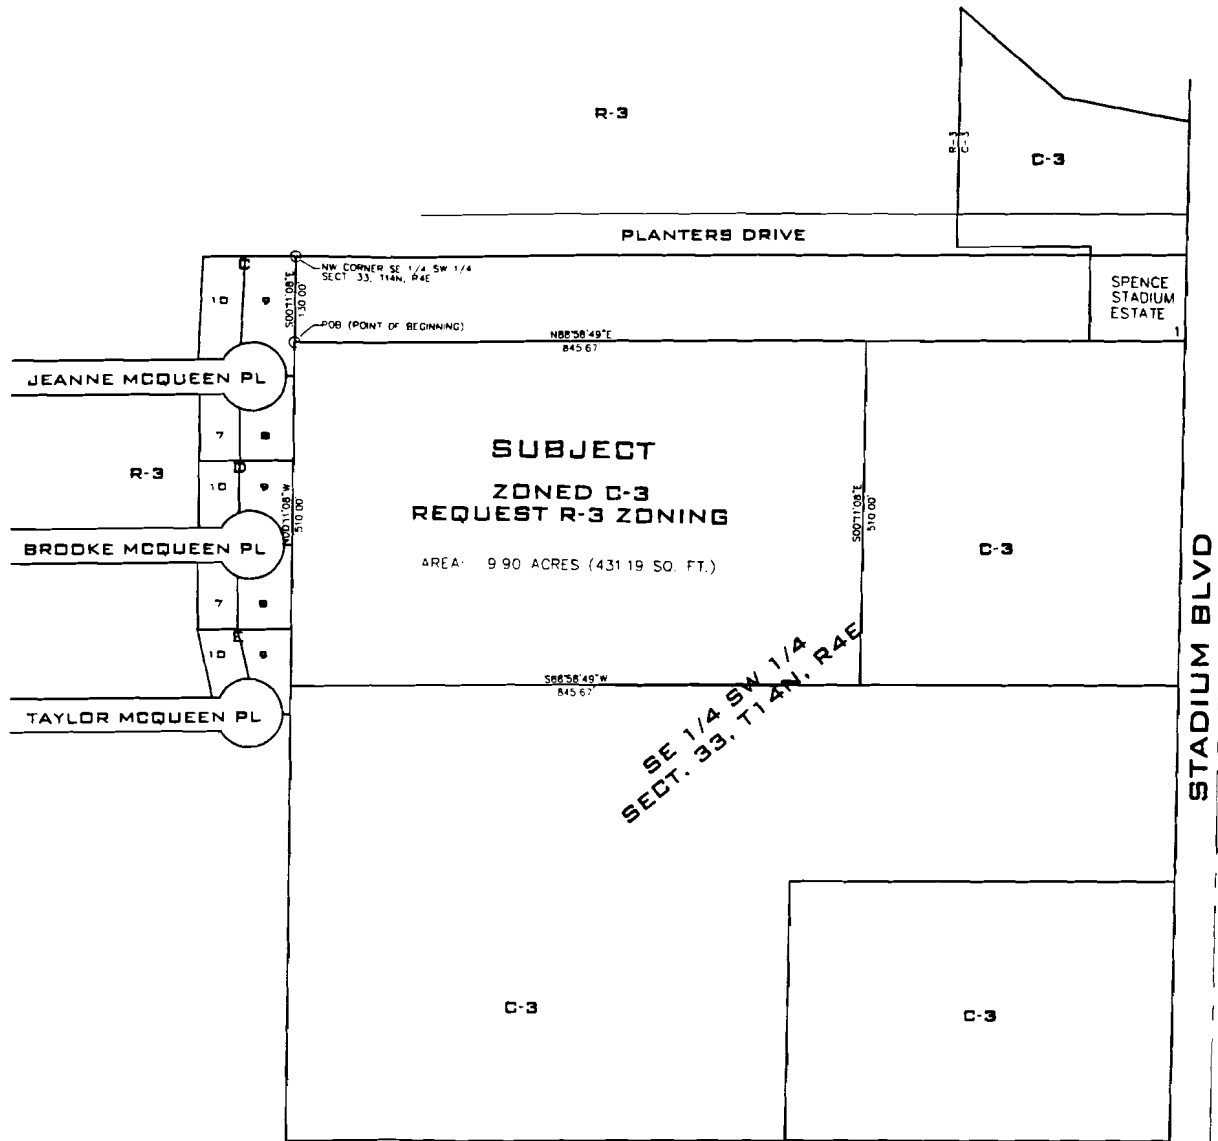 R-3
R-3
C-3
C-3
PLANTERS DRIVE
NW CORNER SE 1/4 SW 1/4
SECT 33, T14N, R4E
C
10
9
S00°11'08"E
130.00'
SPENCE
STADIUM
ESTATE
1
POB (POINT OF BEGINNING)
N88°58'49"E
845.67
JEANNE MCQUEEN PL
7
8
R-3
D
10
9
SUBJECT
ZONED C-3
REQUEST R-3 ZONING
AREA: 9.90 ACRES (431.19 SQ. FT.)
N00°11'08"W
510.00'
S00°11'08"E
510.00'
C-3
BROOKE MCQUEEN PL
7
8
E
10
9
STADIUM BLVD
S88°58'49"W
845.67'
TAYLOR MCQUEEN PL
SE 1/4 SW 1/4
SECT. 33, T14N, R4E
C-3
C-3